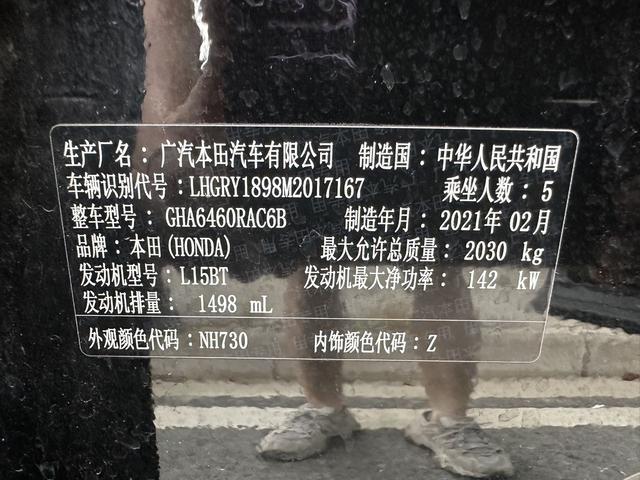 生产厂名：广汽本田汽车有限公司 制造国：中华人民共和国
车辆识别代号：LHGRY1898M2017167 乘坐人数：5
整车型号：GHA6460RAC6B 制造年月：2021年 02月
品牌：本田(HONDA) 最大允许总质量：2030 kg
发动机型号：L15BT 发动机最大净功率：142 kW
发动机排量：1498 mL
外观颜色代码：NH730 内饰颜色代码：Z